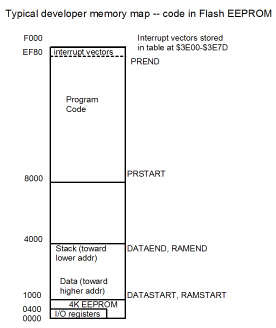 Typical developer memory map -- code in Flash EEPROM
F000
Interrupt vectors stored
in table at $3E00-$3E7D
EF80
interrupt vectors
PREND
Program
Code
PRSTART
8000
4000
Stack (toward
lower addr)
DATAEND, RAMEND
Data (toward
higher addr)
1000
DATASTART, RAMSTART
4K EEPROM
0400
I/O registers
0000